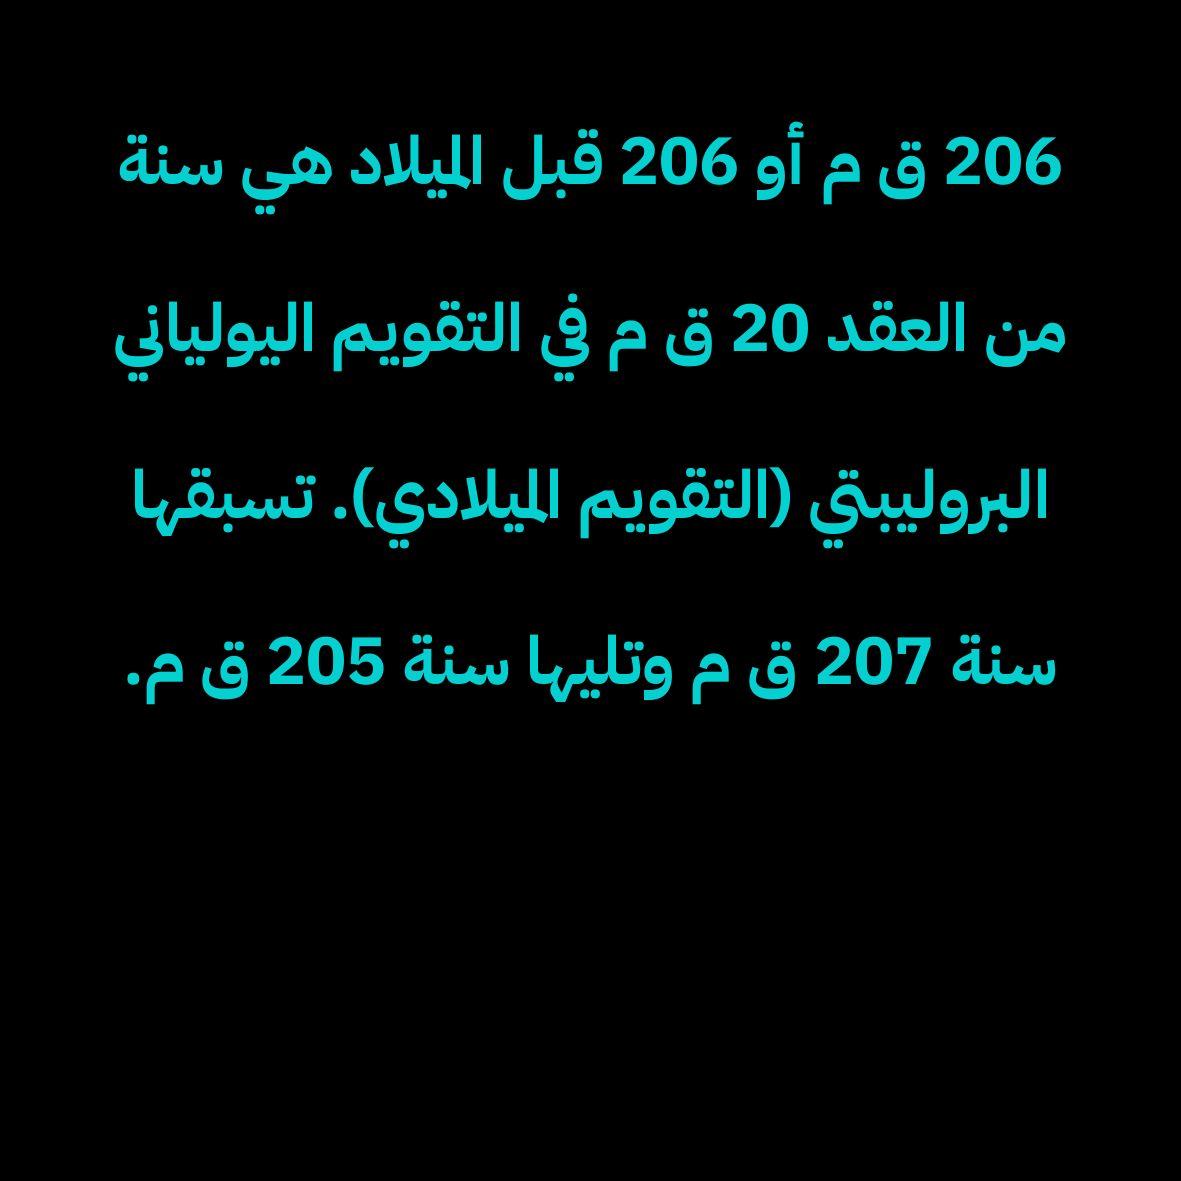 206 ق م أو 206 قبل الميلاد هي سنة
من العقد 20 ق م في التقويم اليولياني
البروليبتي (التقويم الميلادي). تسبقها
سنة 207 ق م وتليها سنة 205 ق م.